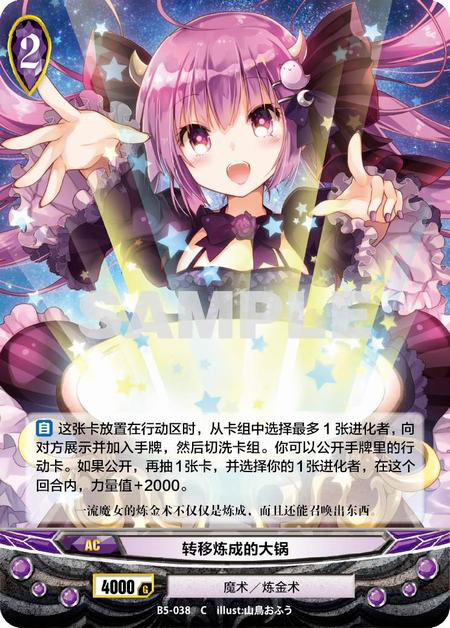 2
SAMPLE
自 这张卡放置在行动区时，从卡组中选择最多1张进化者，向
对方展示并加入手牌，然后切洗卡组。你可以公开手牌里的行
动卡。如果公开，再抽1张卡，并选择你的1张进化者，在这个
回合内，力量值+2000。
一流魔女的炼金术不仅仅是炼成，而且还能召唤出东西
AC 转移炼成的大锅
4000 G 魔术／炼金术
B5-038 C illust:山鳥おふう